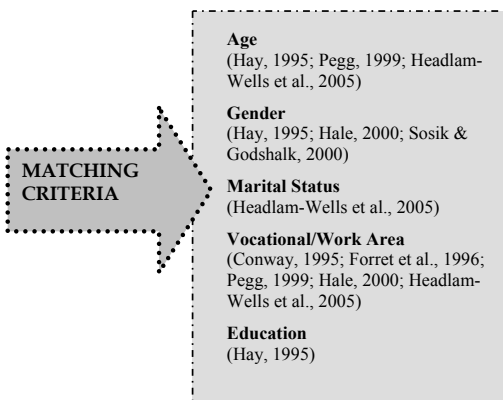 MATCHING
CRITERIA
Age
(Hay, 1995; Pegg, 1999; Headlam-
Wells et al., 2005)
Gender
(Hay, 1995; Hale, 2000; Sosik &
Godshalk, 2000)
Marital Status
(Headlam-Wells et al., 2005)
Vocational/Work Area
(Conway, 1995; Forret et al., 1996;
Pegg, 1999; Hale, 2000; Headlam-
Wells et al., 2005)
Education
(Hay, 1995)